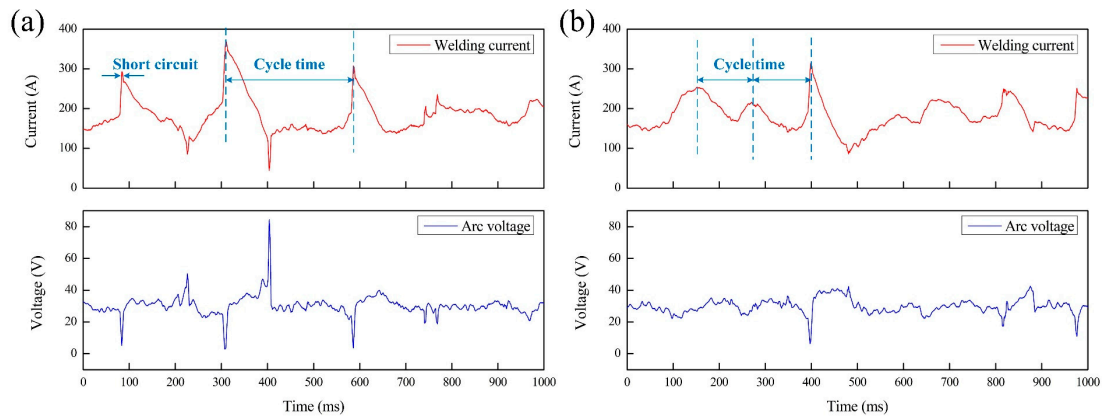 (a)
400
300
200
100
0
Current (A)
Welding current
Short circuit
Cycle time
80
60
40
20
0
Voltage (V)
Arc voltage
0 100 200 300 400 500 600 700 800 900 1000
Time (ms)
(b)
400
300
200
100
0
Current (A)
Welding current
Cycle time
80
60
40
20
0
Voltage (V)
Arc voltage
0 100 200 300 400 500 600 700 800 900 1000
Time (ms)